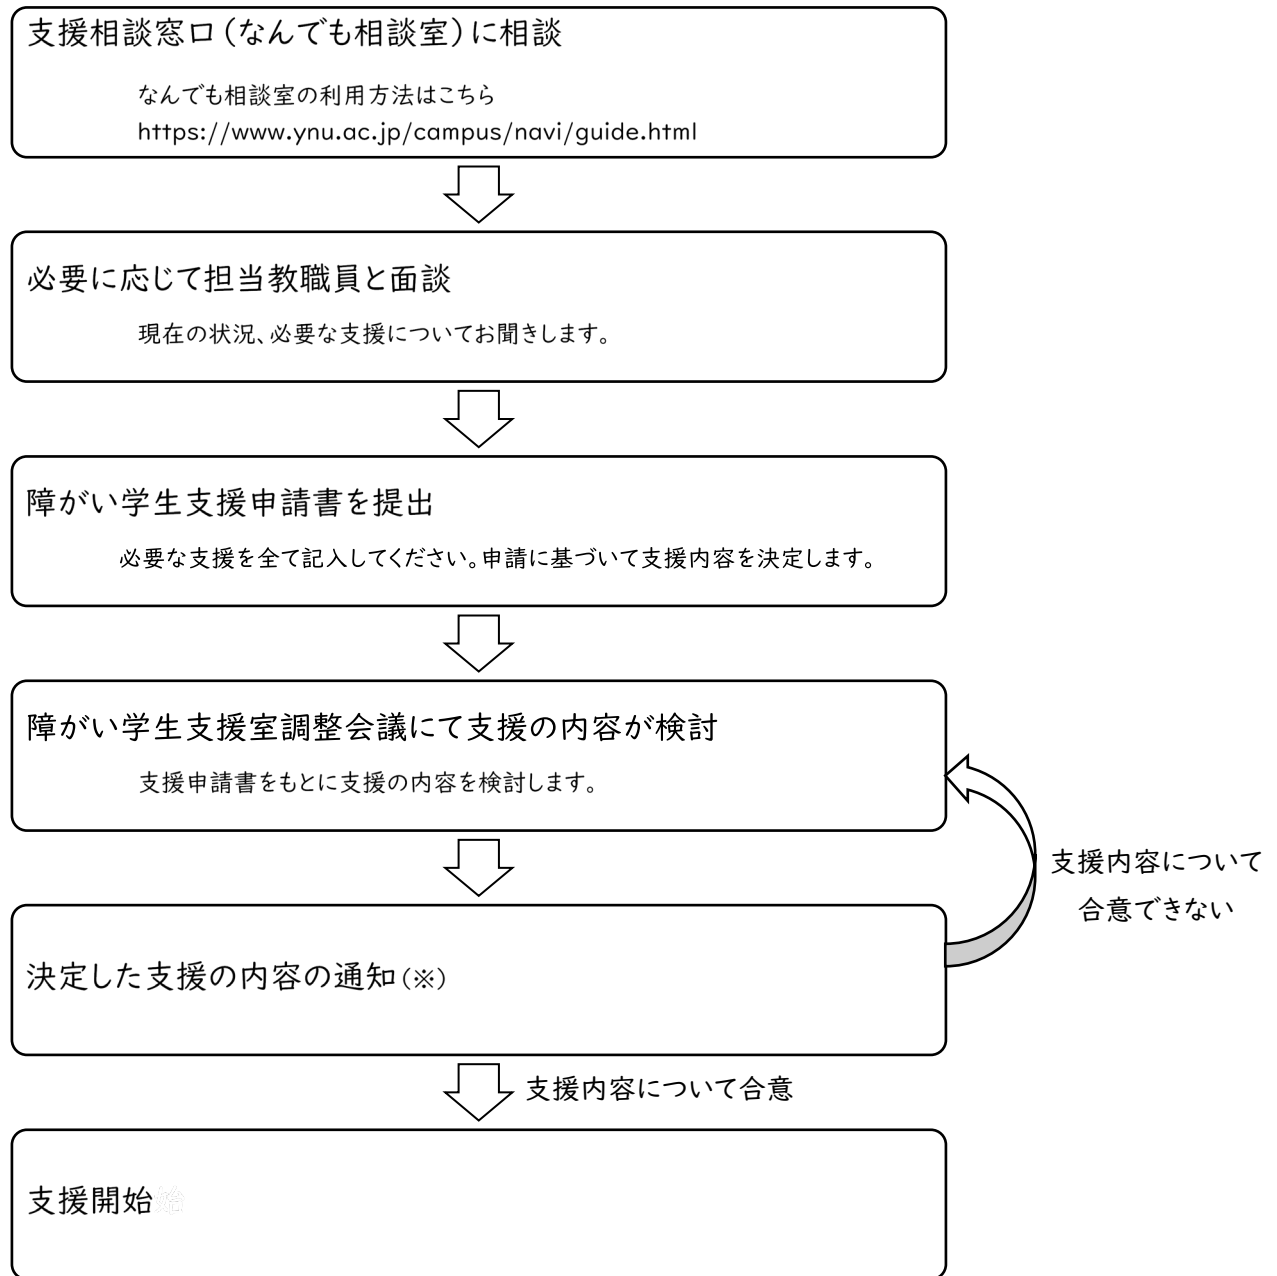 支援相談窓口（なんでも相談室）に相談
なんでも相談室の利用方法はこちら
https://www.ynu.ac.jp/campus/navi/guide.html
必要に応じて担当教職員と面談
現在の状況、必要な支援についてお聞きします。
障がい学生支援申請書を提出
必要な支援を全て記入してください。申請に基づいて支援内容を決定します。
障がい学生支援室調整会議にて支援の内容が検討
支援申請書をもとに支援の内容を検討します。
支援内容について
合意できない
決定した支援の内容の通知（※）
支援内容について合意
支援開始